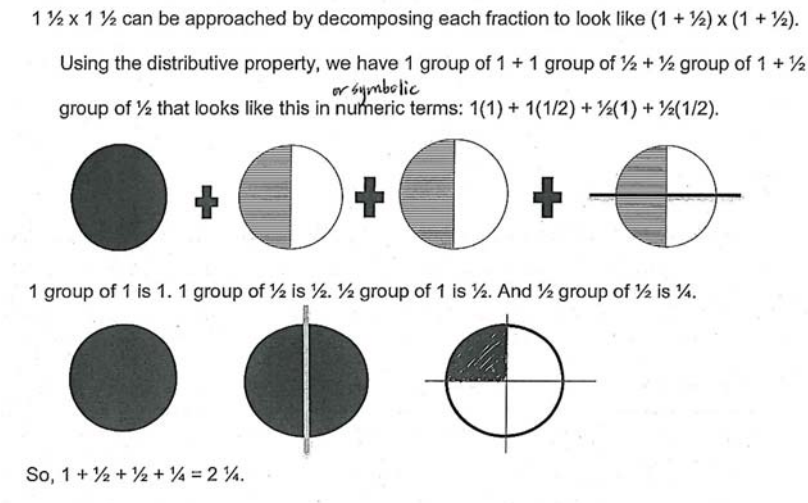 1 ½ x 1 ½ can be approached by decomposing each fraction to look like (1 + ½) x (1 + ½).
Using the distributive property, we have 1 group of 1 + 1 group of ½ + ½ group of 1 + ½
or symbolic
group of ½ that looks like this in numeric terms: 1(1) + 1(1/2) + ½(1) + ½(1/2).
+ + +
1 group of 1 is 1. 1 group of ½ is ½. ½ group of 1 is ½. And ½ group of ½ is ¼.
So, 1 + ½ + ½ + ¼ = 2 ¼.